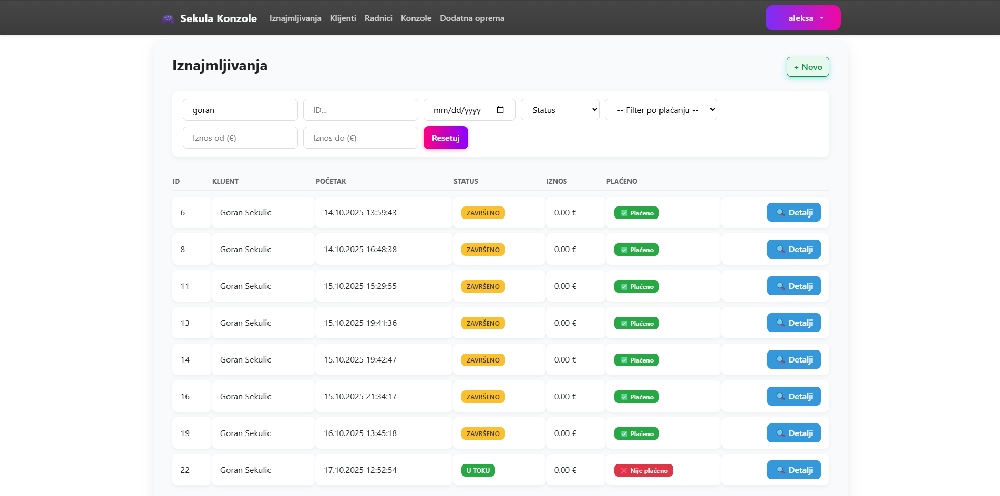 Sekula Konzole Iznajmljivanja Klijenti Radnici Konzole Dodatna oprema aleksa
Iznajmljivanja
+ Novo
goran ID... mm/dd/yyyy Status -- Filter po plaćanju --
Iznos od (€) Iznos do (€) Resetuj
ID KLIJENT POČETAK STATUS IZNOS PLAĆENO
6 Goran Sekulic 14.10.2025 13:59:43 ZAVRŠENO 0.00 € Plaćeno Detalji
8 Goran Sekulic 14.10.2025 16:48:38 ZAVRŠENO 0.00 € Plaćeno Detalji
11 Goran Sekulic 15.10.2025 15:29:55 ZAVRŠENO 0.00 € Plaćeno Detalji
13 Goran Sekulic 15.10.2025 19:41:36 ZAVRŠENO 0.00 € Plaćeno Detalji
14 Goran Sekulic 15.10.2025 19:42:47 ZAVRŠENO 0.00 € Plaćeno Detalji
16 Goran Sekulic 15.10.2025 21:34:17 ZAVRŠENO 0.00 € Plaćeno Detalji
19 Goran Sekulic 16.10.2025 13:45:18 ZAVRŠENO 0.00 € Plaćeno Detalji
22 Goran Sekulic 17.10.2025 12:52:54 U TOKU 0.00 € Nije plaćeno Detalji